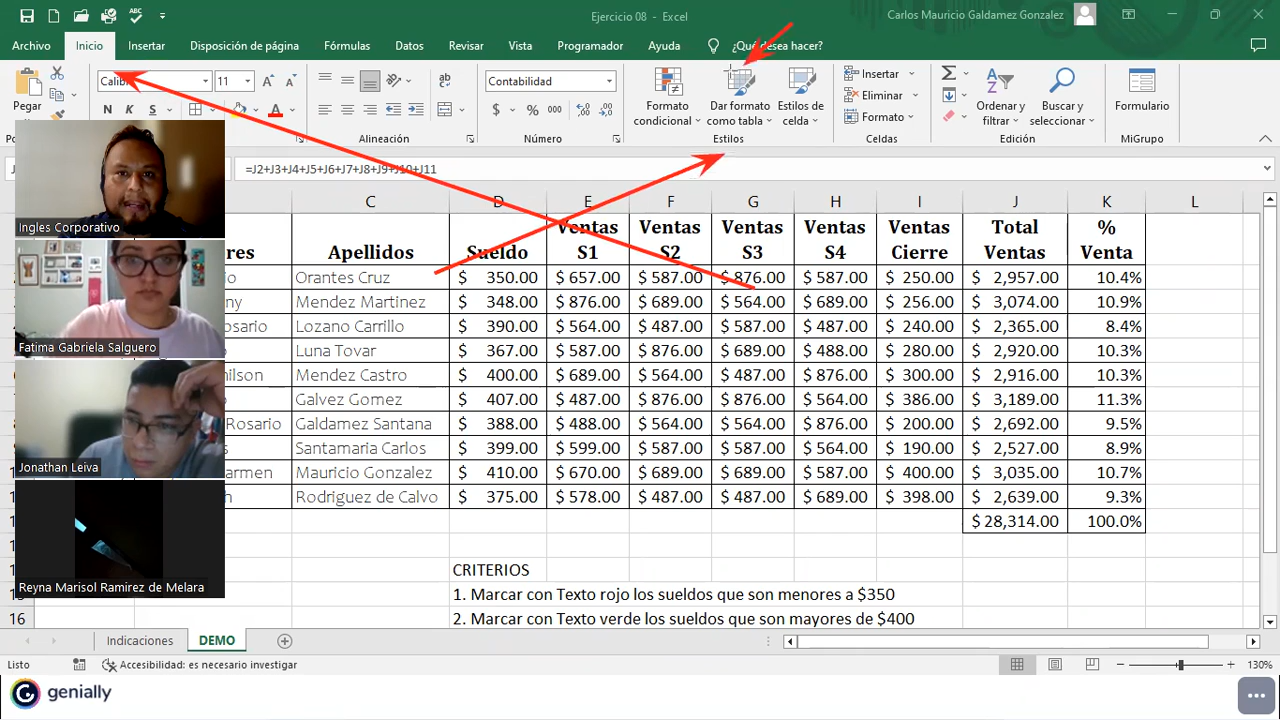 Ejercicio 08 - Excel
Carlos Mauricio Galdamez Gonzalez
Archivo Inicio Insertar Disposición de página Fórmulas Datos Revisar Vista Programador Ayuda ¿Qué desea hacer?
Pegar
11
N K S
Alineación
Contabilidad
$ % 000
Número
Formato condicional
Dar formato como tabla
Estilos de celda
Estilos
Insertar
Eliminar
Formato
Celdas
Ordenar y filtrar
Buscar y seleccionar
Edición
Formulario
MiGrupo
=J2+J3+J4+J5+J6+J7+J8+J9+J10+J11
C D E F G H I J K L
Apellidos Sueldo Ventas S1 Ventas S2 Ventas S3 Ventas S4 Ventas Cierre Total Ventas % Venta
Orantes Cruz $ 350.00 $ 657.00 $ 587.00 $ 876.00 $ 587.00 $ 250.00 $ 2,957.00 10.4%
Mendez Martinez $ 348.00 $ 876.00 $ 689.00 $ 564.00 $ 689.00 $ 256.00 $ 3,074.00 10.9%
Lozano Carrillo $ 390.00 $ 564.00 $ 487.00 $ 587.00 $ 487.00 $ 240.00 $ 2,365.00 8.4%
Luna Tovar $ 367.00 $ 587.00 $ 876.00 $ 689.00 $ 488.00 $ 280.00 $ 2,920.00 10.3%
Mendez Castro $ 400.00 $ 689.00 $ 564.00 $ 487.00 $ 876.00 $ 300.00 $ 2,916.00 10.3%
Galvez Gomez $ 407.00 $ 487.00 $ 876.00 $ 876.00 $ 564.00 $ 386.00 $ 3,189.00 11.3%
Rosario Galdamez Santana $ 388.00 $ 488.00 $ 564.00 $ 564.00 $ 876.00 $ 200.00 $ 2,692.00 9.5%
Santamaria Carlos $ 399.00 $ 599.00 $ 587.00 $ 587.00 $ 564.00 $ 190.00 $ 2,527.00 8.9%
Mauricio Gonzalez $ 410.00 $ 670.00 $ 689.00 $ 689.00 $ 587.00 $ 400.00 $ 3,035.00 10.7%
Rodriguez de Calvo $ 375.00 $ 578.00 $ 487.00 $ 487.00 $ 689.00 $ 398.00 $ 2,639.00 9.3%
$ 28,314.00 100.0%
CRITERIOS
1. Marcar con Texto rojo los sueldos que son menores a $350
16 2. Marcar con Texto verde los sueldos que son mayores de $400
Ingles Corporativo
Fatima Gabriela Salguero
Jonathan Leiva
Reyna Marisol Ramirez de Melara
Indicaciones DEMO
Listo Accesibilidad: es necesario investigar 130%
genially